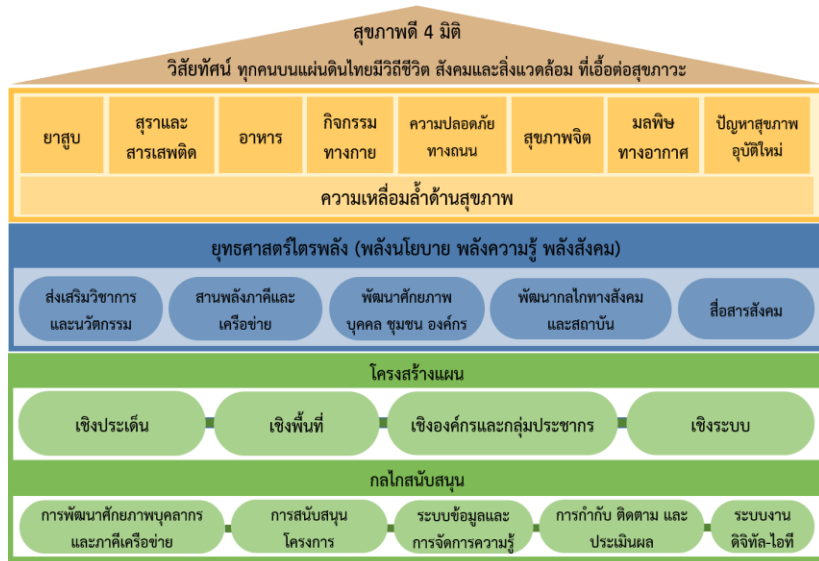 สุขภาพดี 4 มิติ
วิสัยทัศน์ ทุกคนบนแผ่นดินไทยมีวิถีชีวิต สังคมและสิ่งแวดล้อม ที่เอื้อต่อสุขภาวะ
ยาสูบ
สุราและ
สารเสพติด
อาหาร
กิจกรรม
ทางกาย
ความปลอดภัย
ทางถนน
สุขภาพจิต
มลพิษ
ทางอากาศ
ปัญหาสุขภาพ
อุบัติใหม่
ความเหลื่อมล้ำด้านสุขภาพ
ยุทธศาสตร์ไตรพลัง (พลังนโยบาย พลังความรู้ พลังสังคม)
ส่งเสริมวิชาการ
และนวัตกรรม
สานพลังภาคีและ
เครือข่าย
พัฒนาศักยภาพ
บุคคล ชุมชน องค์กร
พัฒนากลไกทางสังคม
และสถาบัน
สื่อสารสังคม
โครงสร้างแผน
เชิงประเด็น
เชิงพื้นที่
เชิงองค์กรและกลุ่มประชากร
เชิงระบบ
กลไกสนับสนุน
การพัฒนาศักยภาพบุคลากร
และภาคีเครือข่าย
การสนับสนุน
โครงการ
ระบบข้อมูลและ
การจัดการความรู้
การกำกับ ติดตาม และ
ประเมินผล
ระบบงาน
ดิจิทัล-ไอที